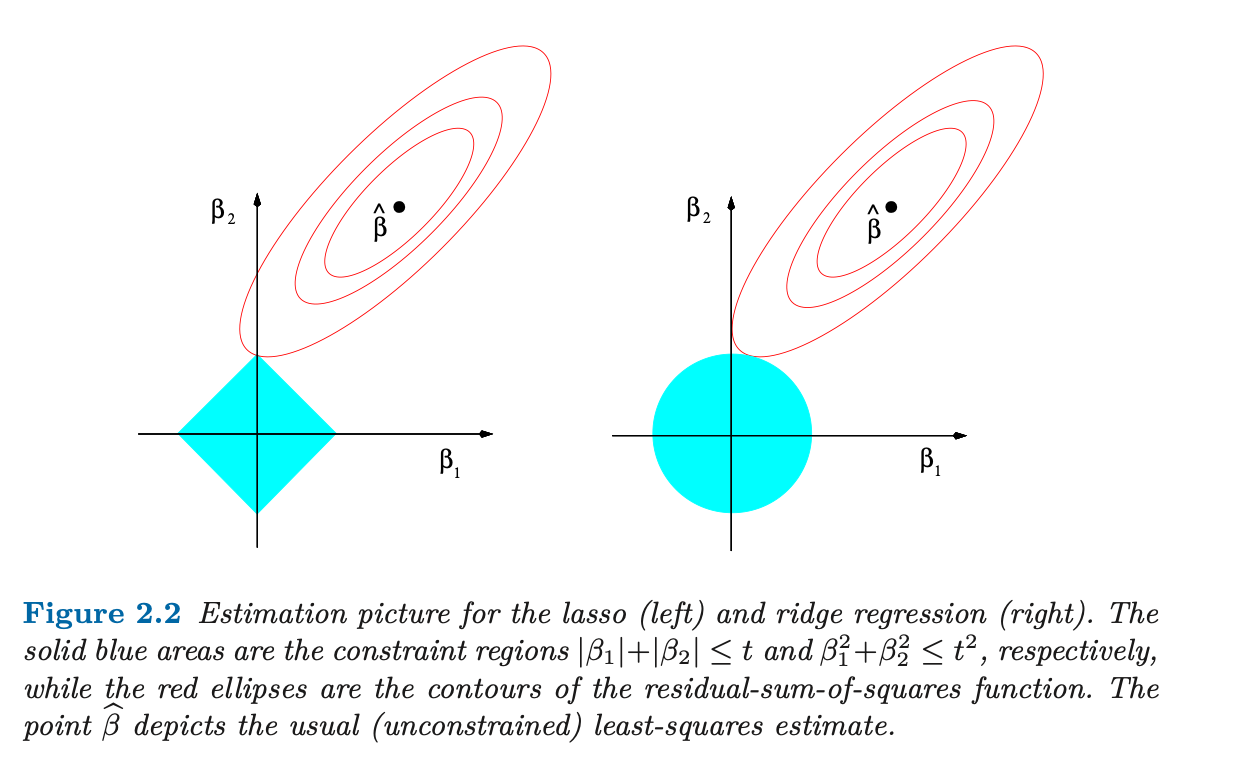 β₂
β̂
β₁
β₂
β̂
β₁
Figure 2.2 Estimation picture for the lasso (left) and ridge regression (right). The
solid blue areas are the constraint regions |β₁|+|β₂| ≤ t and β₁²+β₂² ≤ t², respectively,
while the red ellipses are the contours of the residual-sum-of-squares function. The
point β̂ depicts the usual (unconstrained) least-squares estimate.